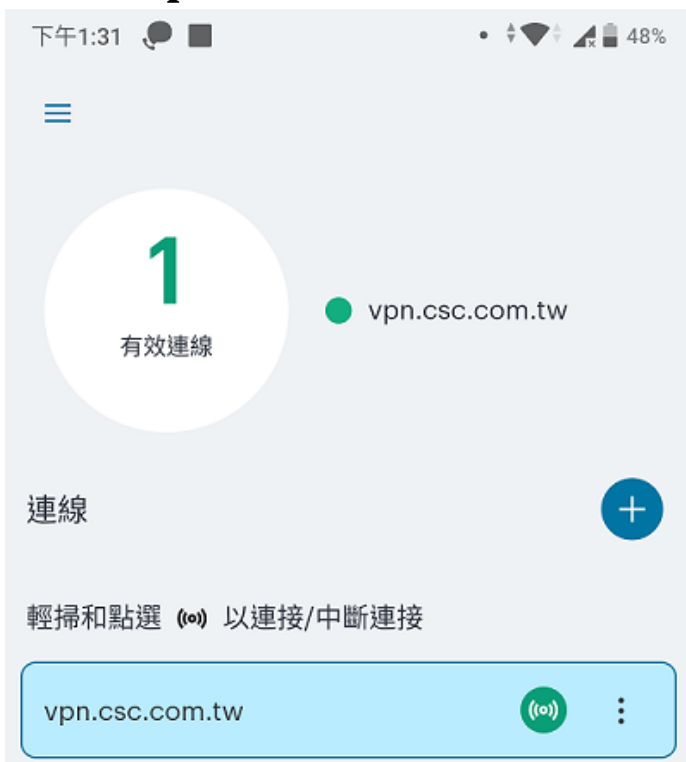 下午1:31 48%
1
有效連線
vpn.csc.com.tw
連線
輕掃和點選 以連接/中斷連接
vpn.csc.com.tw